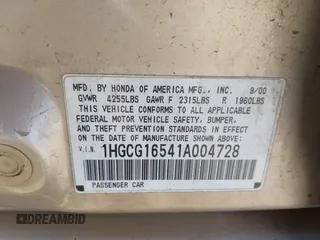 MFD. BY HONDA OF AMERICA MFG., INC. 9/00
GVWR 4255LBS GAWR F 2315LBS R 1960LBS
THIS VEHICLE CONFORMS TO ALL APPLICABLE
FEDERAL MOTOR VEHICLE SAFETY, BUMPER,
AND THEFT PREVENTION STANDARDS IN EFFECT
ON THE DATE OF MANUFACTURE SHOWN ABOVE.
V.I.N. 1HGCG16541A004728
PASSENGER CAR
DREAMBID